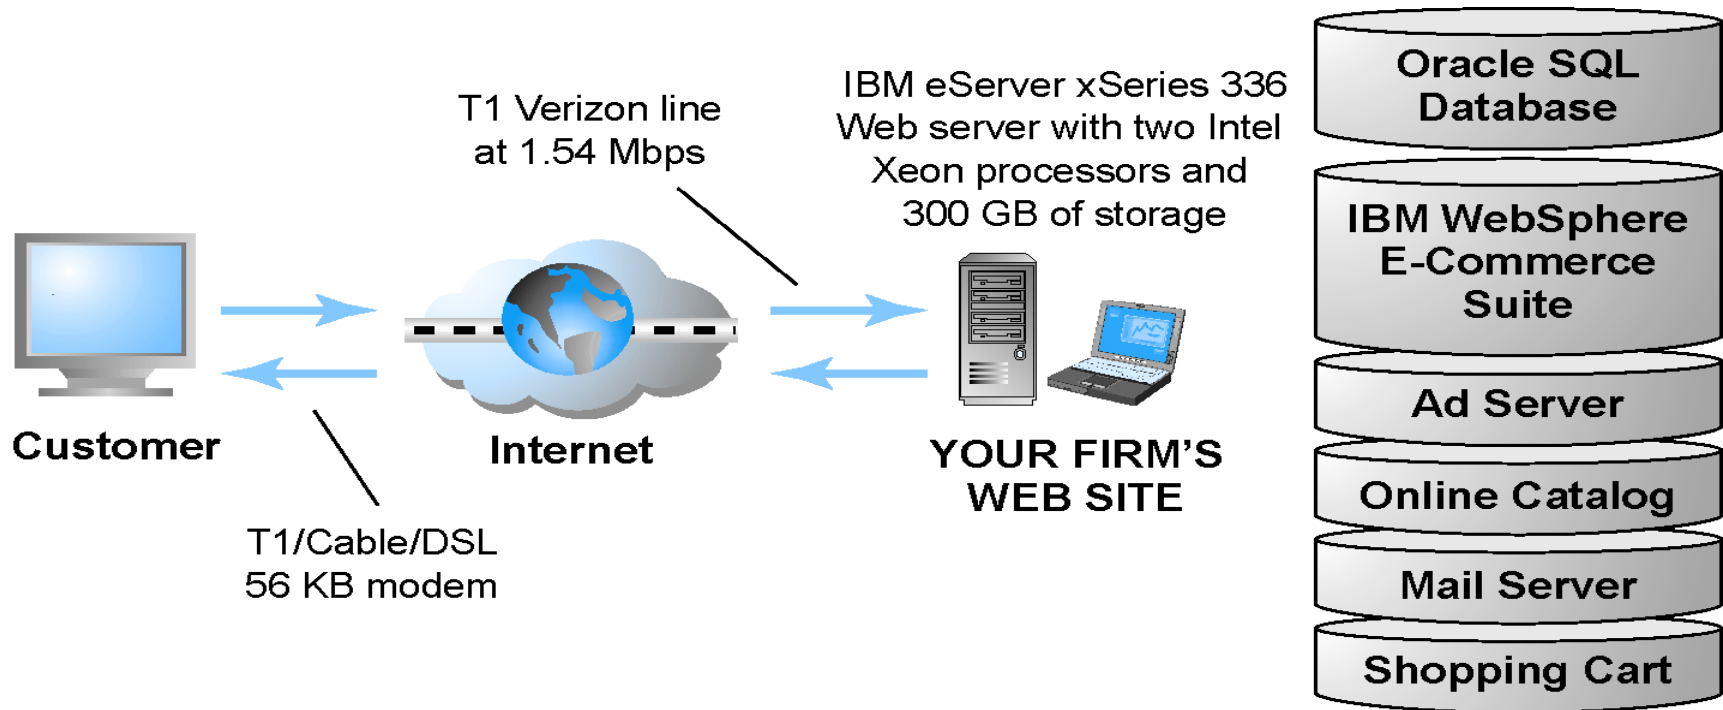 T1 Verizon line
at 1.54 Mbps
IBM eServer xSeries 336
Web server with two Intel
Xeon processors and
300 GB of storage
Customer
Internet
YOUR FIRM'S
WEB SITE
T1/Cable/DSL
56 KB modem
Oracle SQL
Database
IBM WebSphere
E-Commerce
Suite
Ad Server
Online Catalog
Mail Server
Shopping Cart